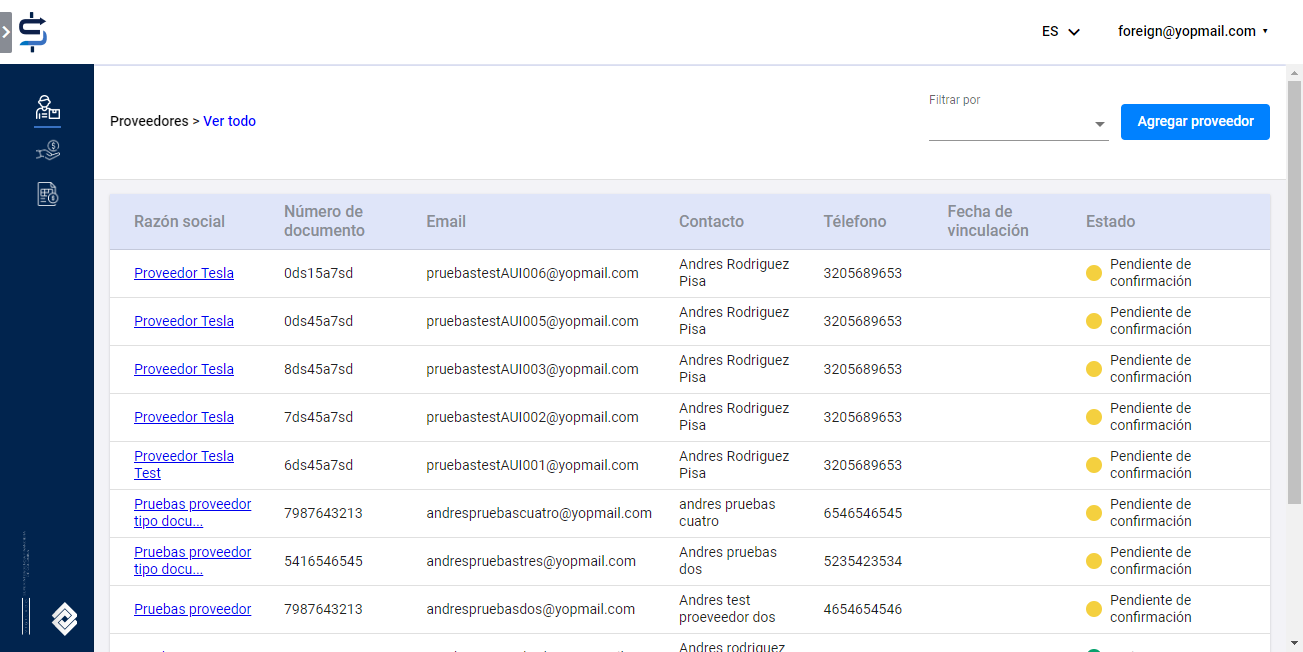 ES
foreign@yopmail.com
Proveedores > Ver todo
Filtrar por
Agregar proveedor
Razón social
Número de documento
Email
Contacto
Télefono
Fecha de vinculación
Estado
Proveedor Tesla
0ds15a7sd
pruebastestAUI006@yopmail.com
Andres Rodriguez Pisa
3205689653
Pendiente de confirmación
Proveedor Tesla
0ds45a7sd
pruebastestAUI005@yopmail.com
Andres Rodriguez Pisa
3205689653
Pendiente de confirmación
Proveedor Tesla
8ds45a7sd
pruebastestAUI003@yopmail.com
Andres Rodriguez Pisa
3205689653
Pendiente de confirmación
Proveedor Tesla
7ds45a7sd
pruebastestAUI002@yopmail.com
Andres Rodriguez Pisa
3205689653
Pendiente de confirmación
Proveedor Tesla Test
6ds45a7sd
pruebastestAUI001@yopmail.com
Andres Rodriguez Pisa
3205689653
Pendiente de confirmación
Pruebas proveedor tipo docu...
7987643213
andrespruebascuatro@yopmail.com
andres pruebas cuatro
6546546545
Pendiente de confirmación
Pruebas proveedor tipo docu...
5416546545
andrespruebastres@yopmail.com
Andres pruebas dos
5235423534
Pendiente de confirmación
Pruebas proveedor
7987643213
andrespruebasdos@yopmail.com
Andres test proeveedor dos
4654654546
Pendiente de confirmación
Andres rodriguez